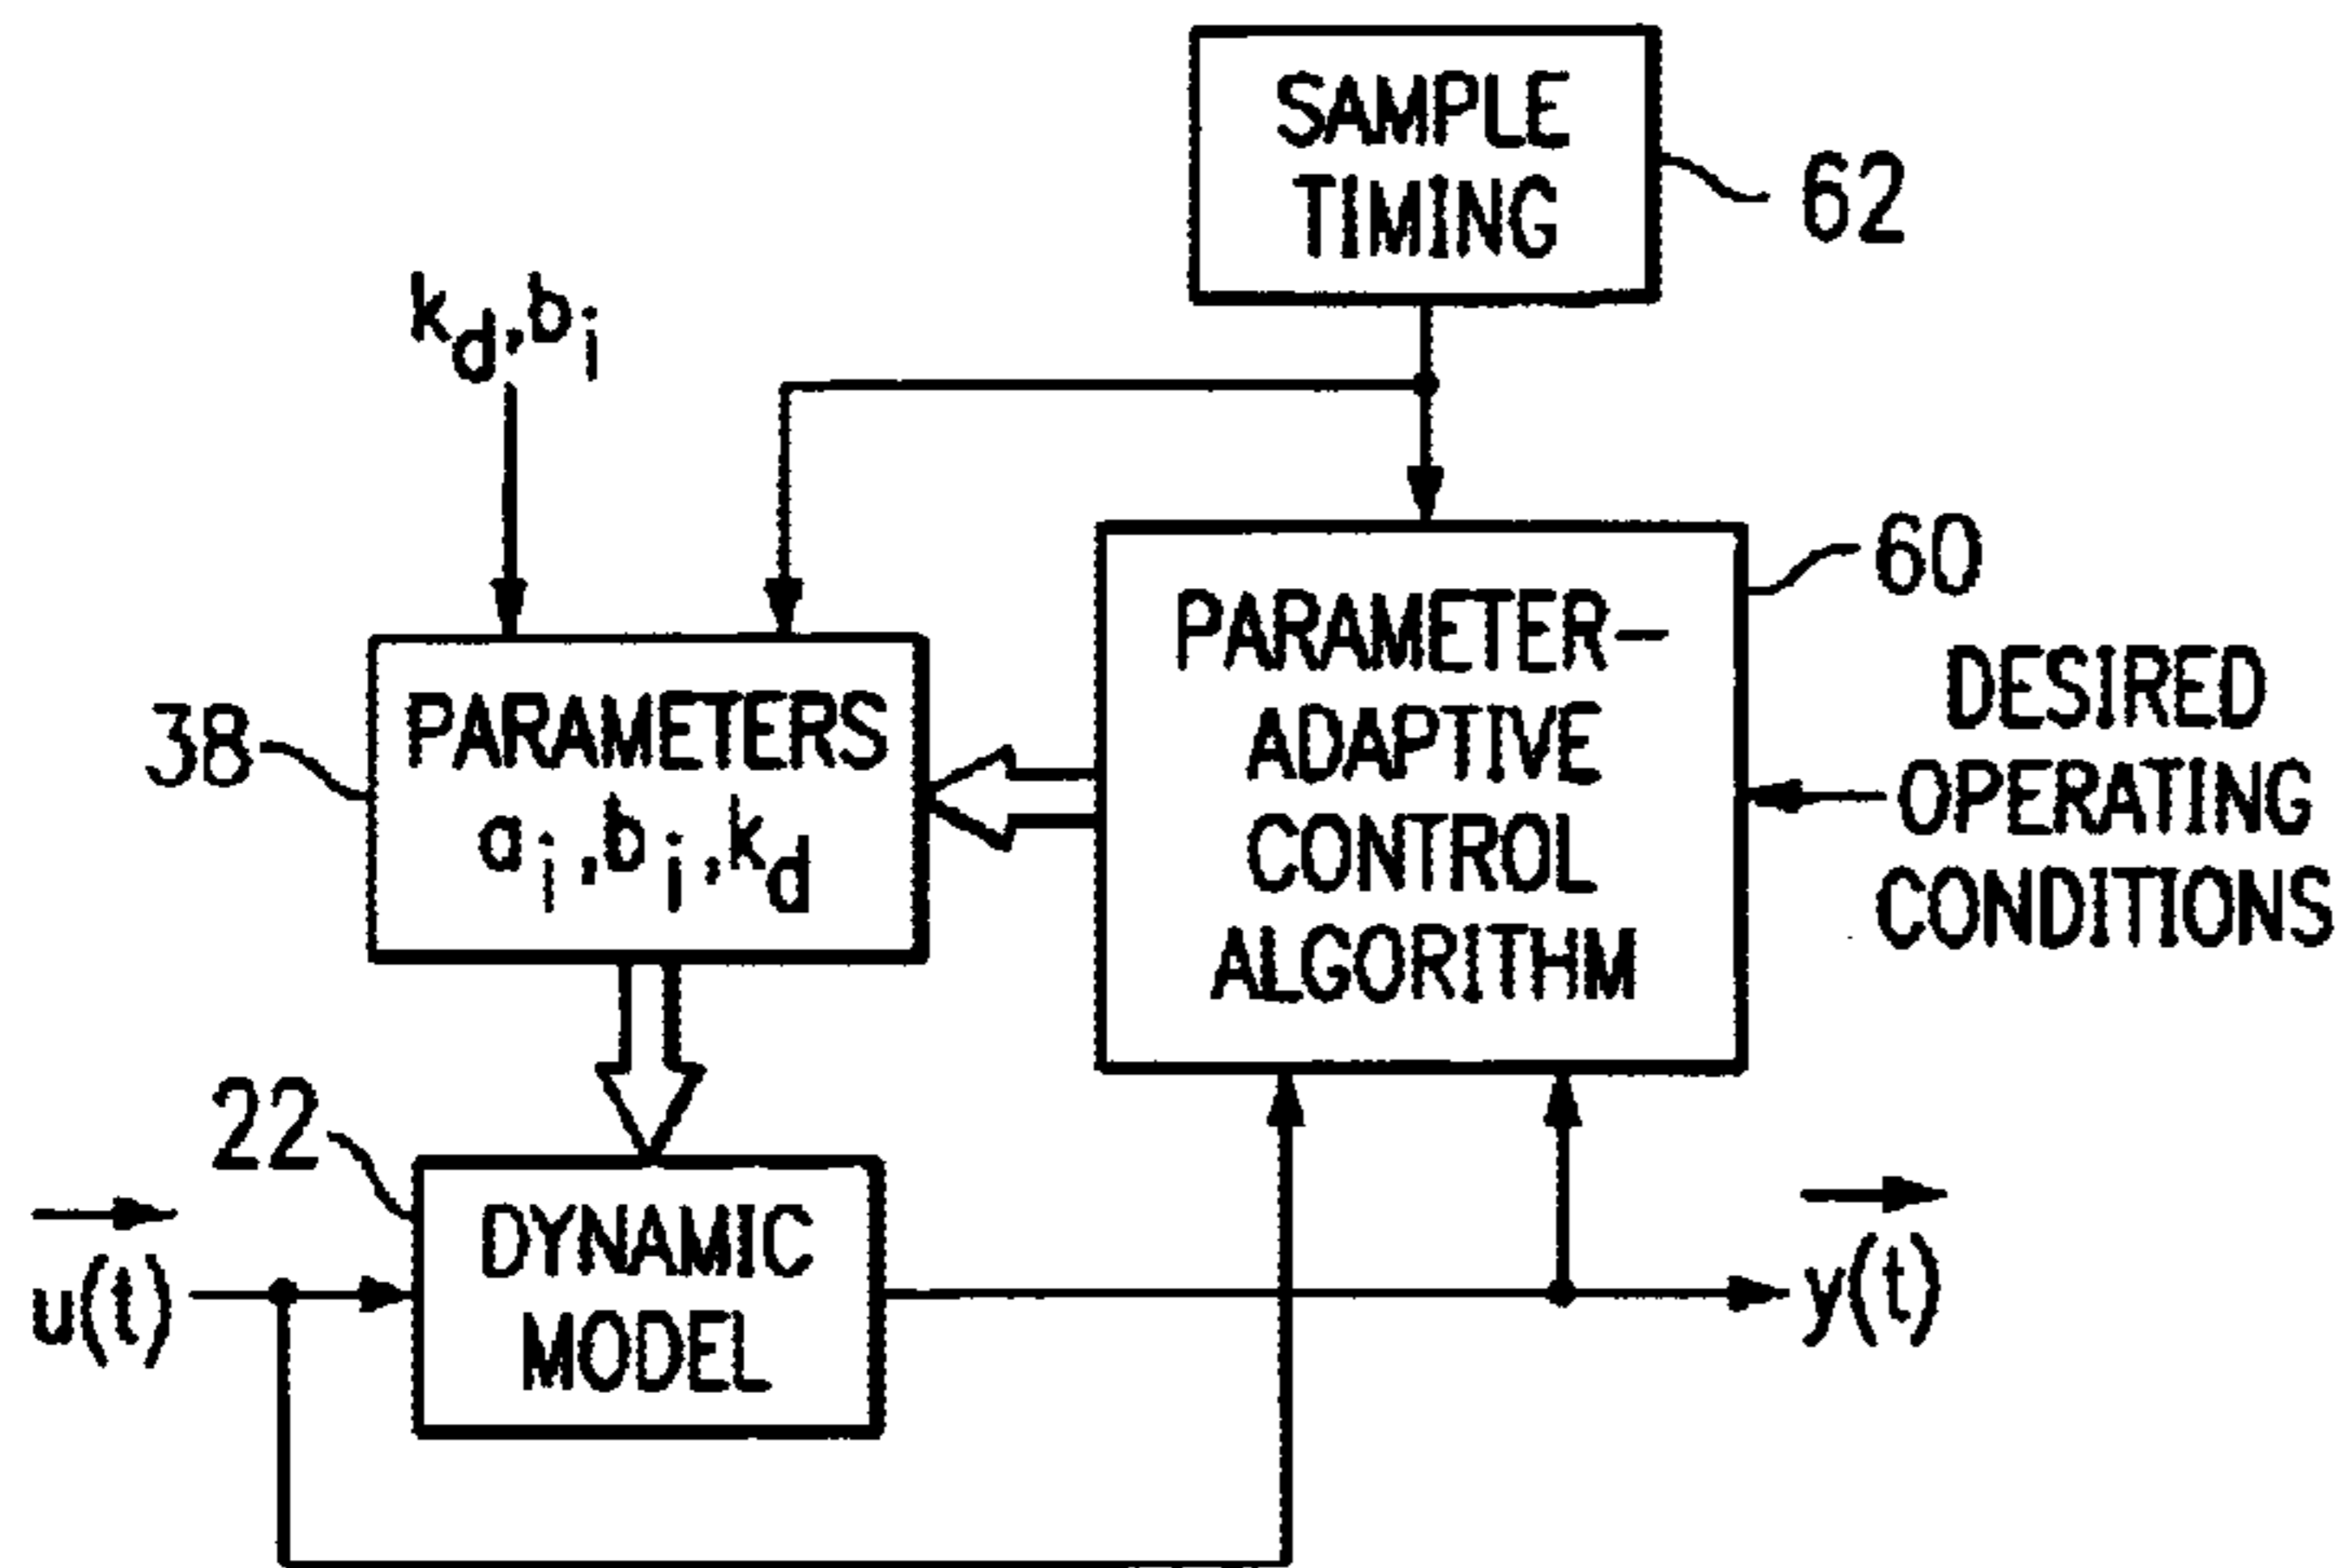 SAMPLE
TIMING
62
k_d, b_i
PARAMETER-
ADAPTIVE
CONTROL
ALGORITHM
60
DESIRED
OPERATING
CONDITIONS
38
PARAMETERS
a_i, b_i, k_d
22
DYNAMIC
MODEL
u(t)
y(t)